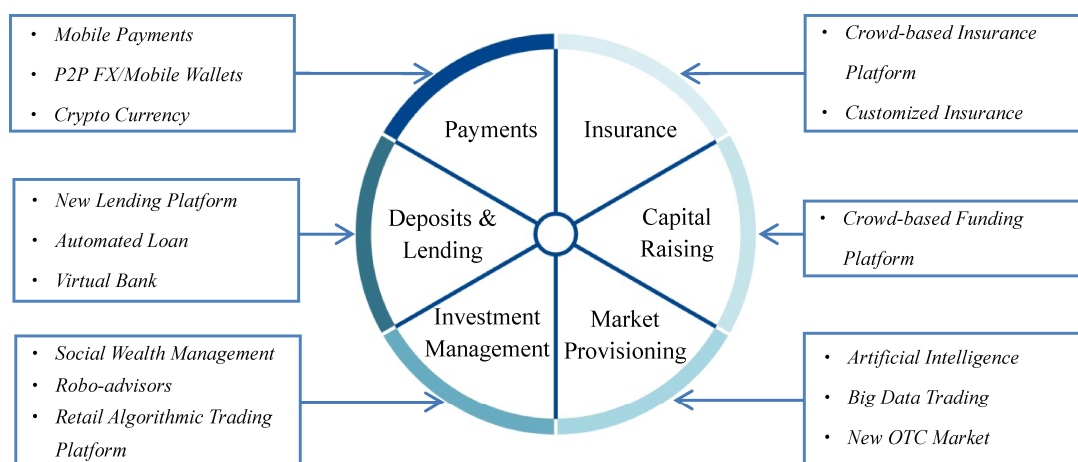 • Mobile Payments
• P2P FX/Mobile Wallets
• Crypto Currency
• New Lending Platform
• Automated Loan
• Virtual Bank
• Social Wealth Management
• Robo-advisors
• Retail Algorithmic Trading
Platform
Payments
Insurance
Deposits &
Lending
Capital
Raising
Investment
Management
Market
Provisioning
• Crowd-based Insurance
Platform
• Customized Insurance
• Crowd-based Funding
Platform
• Artificial Intelligence
• Big Data Trading
• New OTC Market